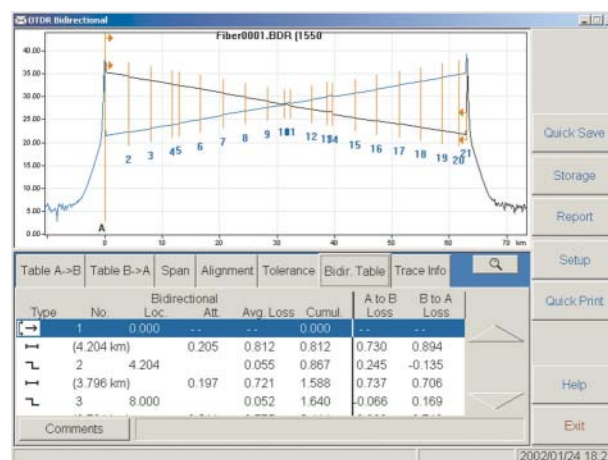 OTDR Bidirectional
Fiber0001.BDR (1550
40.00
35.00
30.00
25.00
20.00
15.00
10.00
5.00
0.00
2 3 4 5 6 7 8 9 10 11 12 13 14 15 16 17 18 19 20 21
A
0 10 20 30 40 50 60 70 km
Quick Save
Storage
Report
Setup
Quick Print
Help
Exit
Table A->B Table B->A Span Alignment Tolerance Bidir. Table Trace Info
Bidirectional A to B B to A
Type No. Loc. Att. Avg. Loss Cumul. Loss Loss
1 0.000 -- -- 0.000 -- --
(4.204 km) 0.205 0.812 0.812 0.730 0.894
2 4.204 0.055 0.867 0.245 -0.135
(3.796 km) 0.197 0.721 1.588 0.737 0.706
3 8.000 0.052 1.640 -0.066 0.169
Comments
2002/01/24 18:2